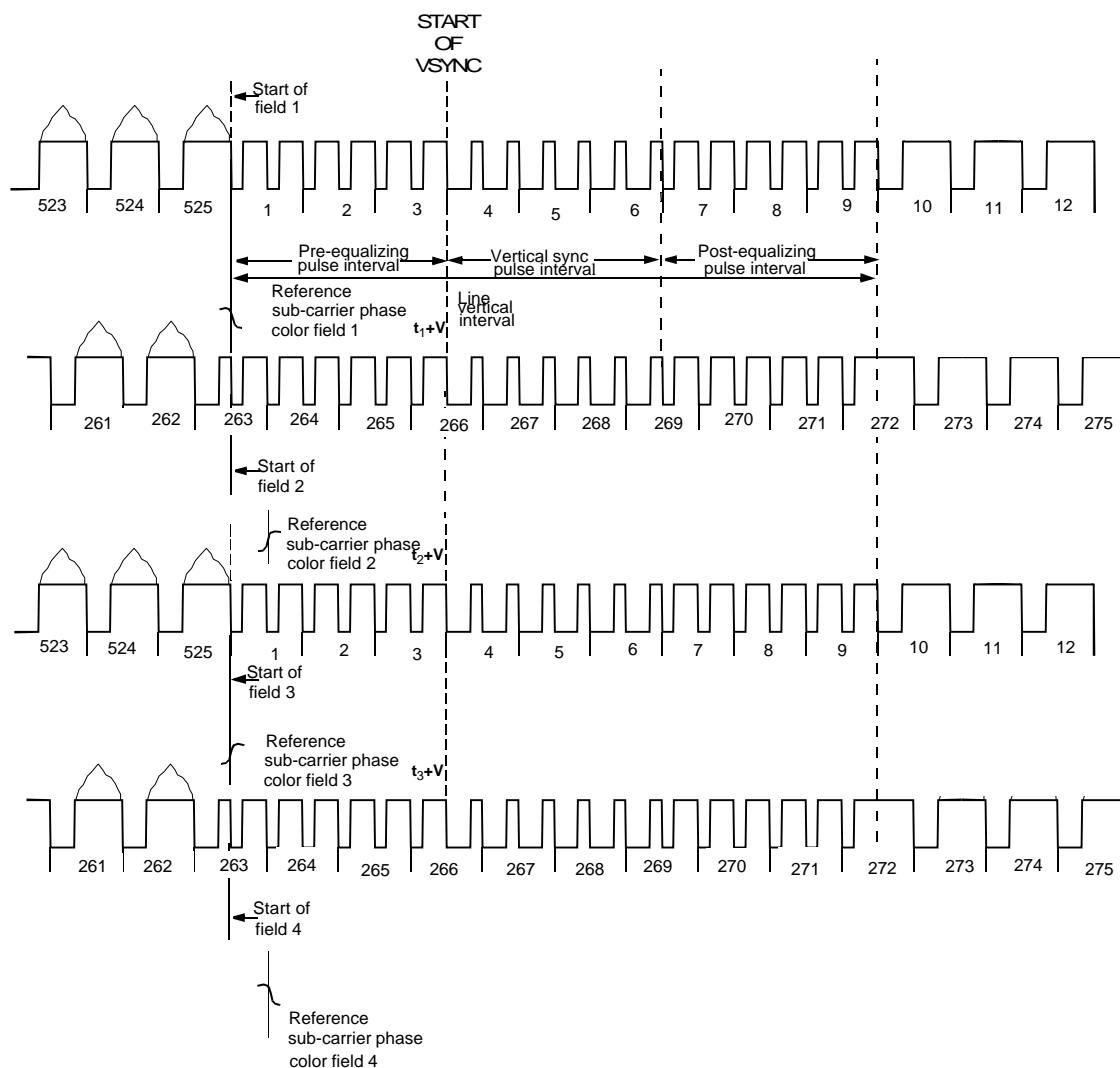 START
OF
VSYNC
Start of
field 1
523 524 525 1 2 3 4 5 6 7 8 9 10 11 12
Pre-equalizing
pulse interval
Vertical sync
pulse interval
Post-equalizing
pulse interval
Reference
sub-carrier phase
color field 1
t1+V
Line
vertical
interval
261 262 263 264 265 266 267 268 269 270 271 272 273 274 275
Start of
field 2
Reference
sub-carrier phase
color field 2
t2+V
523 524 525 1 2 3 4 5 6 7 8 9 10 11 12
Start of
field 3
Reference
sub-carrier phase
color field 3
t3+V
261 262 263 264 265 266 267 268 269 270 271 272 273 274 275
Start of
field 4
Reference
sub-carrier phase
color field 4